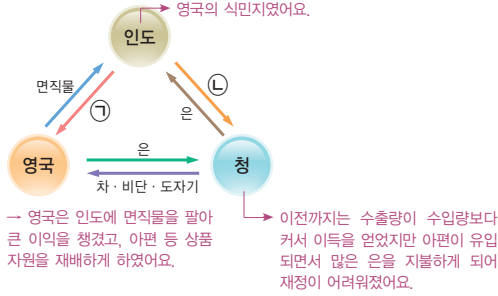 영국의 식민지였어요.
인도
면직물
㉠
㉡
은
영국
은
청
차·비단·도자기
→ 영국은 인도에 면직물을 팔아
큰 이익을 챙겼고, 아편 등 상품
자원을 재배하게 하였어요.
이전까지는 수출량이 수입량보다
커서 이득을 얻었지만 아편이 유입
되면서 많은 은을 지불하게 되어
재정이 어려워졌어요.